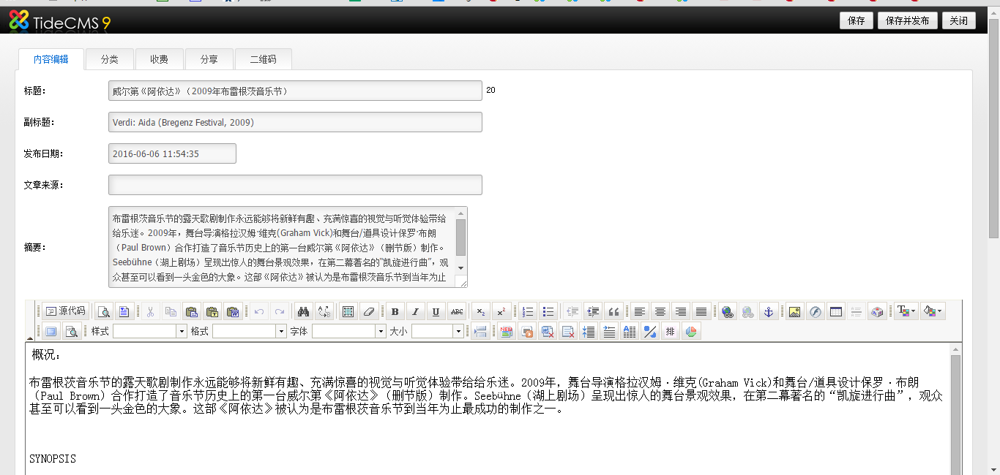 TideCMS 9
保存 保存并发布 关闭
内容编辑 分类 收费 分享 二维码
标题： 威尔第《阿依达》（2009年布雷根茨音乐节） 20
副标题： Verdi: Aida (Bregenz Festival, 2009)
发布日期： 2016-06-06 11:54:35
文章来源：
摘要：
布雷根茨音乐节的露天歌剧制作永远能够将新鲜有趣、充满惊喜的视觉与听觉体验带给
给乐迷。2009年，舞台导演格拉汉姆·维克(Graham Vick)和舞台/道具设计保罗·布朗
（Paul Brown）合作打造了音乐节历史上的第一台威尔第《阿依达》（删节版）制作。
Seebühne（湖上剧场）呈现出惊人的舞台景观效果，在第二幕著名的“凯旋进行曲”，观
众甚至可以看到一头金色的大象。这部《阿依达》被认为是布雷根茨音乐节到当年为止
源代码 B I U ABC
样式 格式 字体 大小 NEW 排
概况：
布雷根茨音乐节的露天歌剧制作永远能够将新鲜有趣、充满惊喜的视觉与听觉体验带给给乐迷。2009年，舞台导演格拉汉姆·维克(Graham Vick)和舞台/道具设计保罗·布朗
（Paul Brown）合作打造了音乐节历史上的第一台威尔第《阿依达》（删节版）制作。Seebühne（湖上剧场）呈现出惊人的舞台景观效果，在第二幕著名的“凯旋进行曲”，观众
甚至可以看到一头金色的大象。这部《阿依达》被认为是布雷根茨音乐节到当年为止最成功的制作之一。
SYNOPSIS